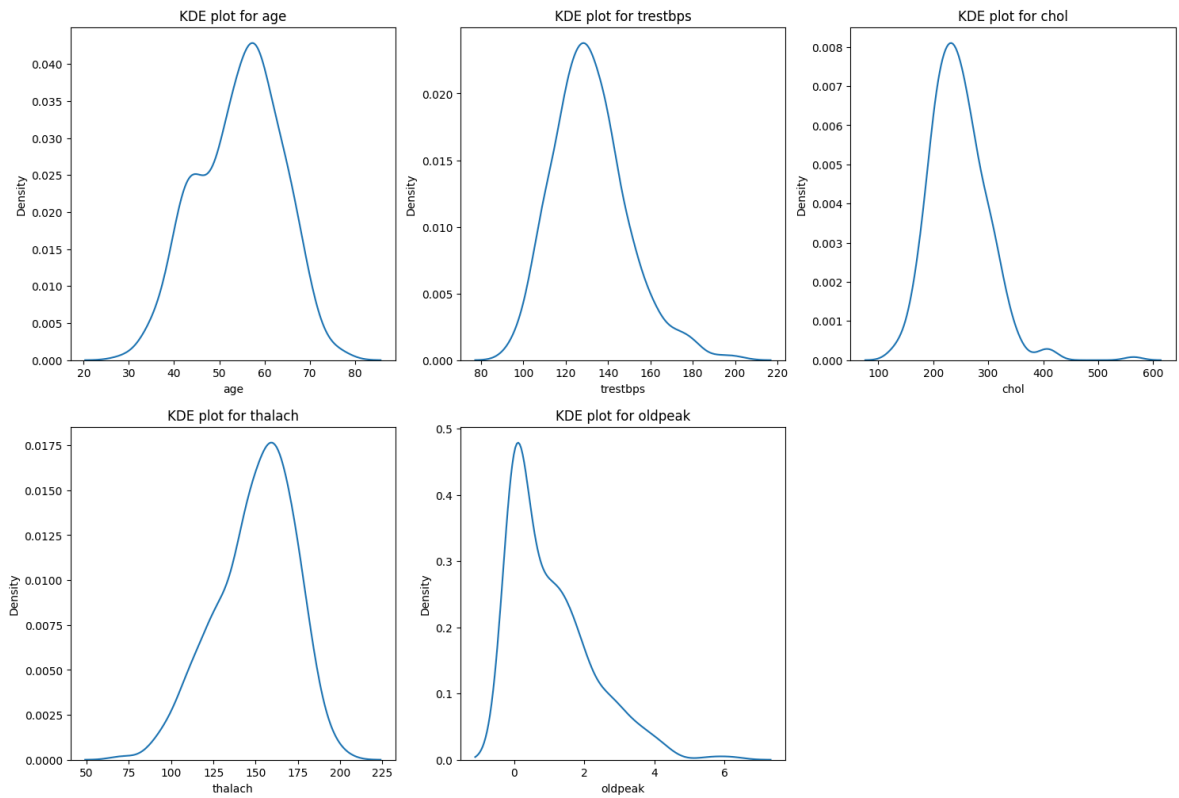 KDE plot for age
0.040
0.035
0.030
0.025
0.020
0.015
0.010
0.005
0.000
Density
20 30 40 50 60 70 80
age
KDE plot for trestbps
0.020
0.015
0.010
0.005
0.000
Density
80 100 120 140 160 180 200 220
trestbps
KDE plot for chol
0.008
0.007
0.006
0.005
0.004
0.003
0.002
0.001
0.000
Density
100 200 300 400 500 600
chol
KDE plot for thalach
0.0175
0.0150
0.0125
0.0100
0.0075
0.0050
0.0025
0.0000
Density
50 75 100 125 150 175 200 225
thalach
KDE plot for oldpeak
0.5
0.4
0.3
0.2
0.1
0.0
Density
0 2 4 6
oldpeak